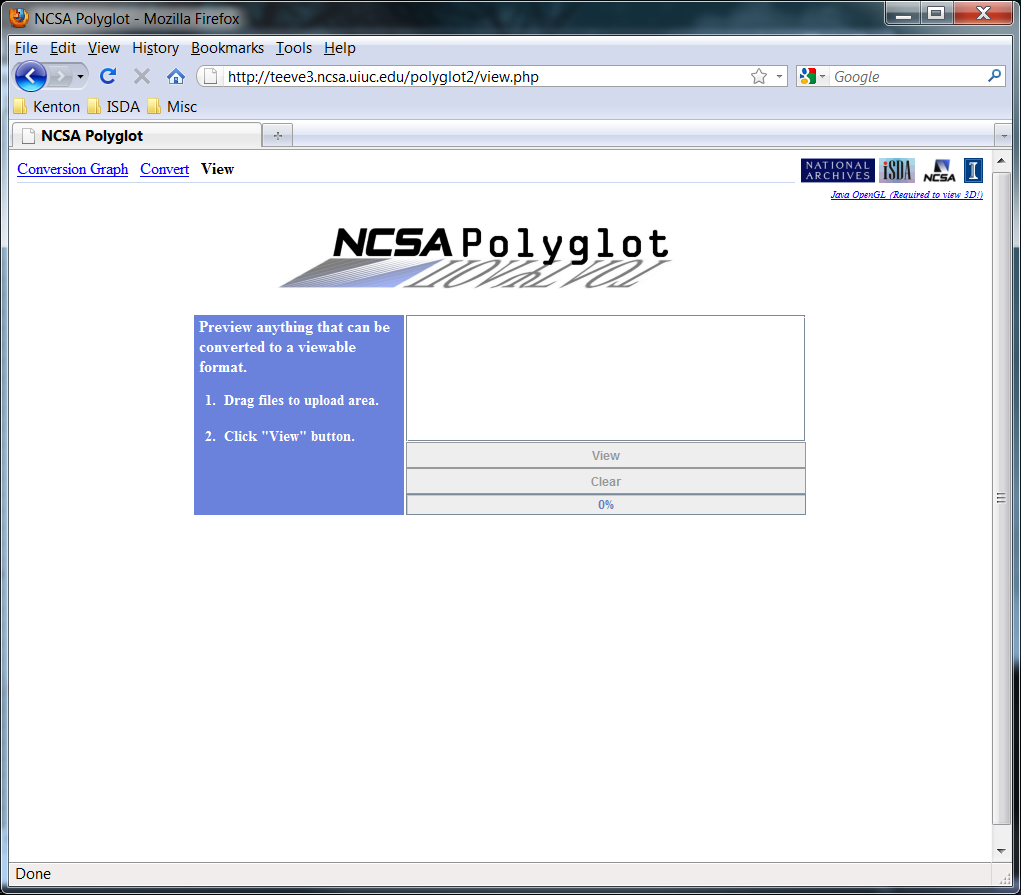 NCSA Polyglot - Mozilla Firefox
File Edit View History Bookmarks Tools Help
http://teeve3.ncsa.uiuc.edu/polyglot2/view.php Google
Kenton ISDA Misc
NCSA Polyglot
Conversion Graph Convert View
NATIONAL
ARCHIVES
iSDA
NCSA
I
Java OpenGL (Required to view 3D!)
NCSA Polyglot
Preview anything that can be
converted to a viewable
format.
1. Drag files to upload area.
2. Click "View" button.
View
Clear
0%
Done